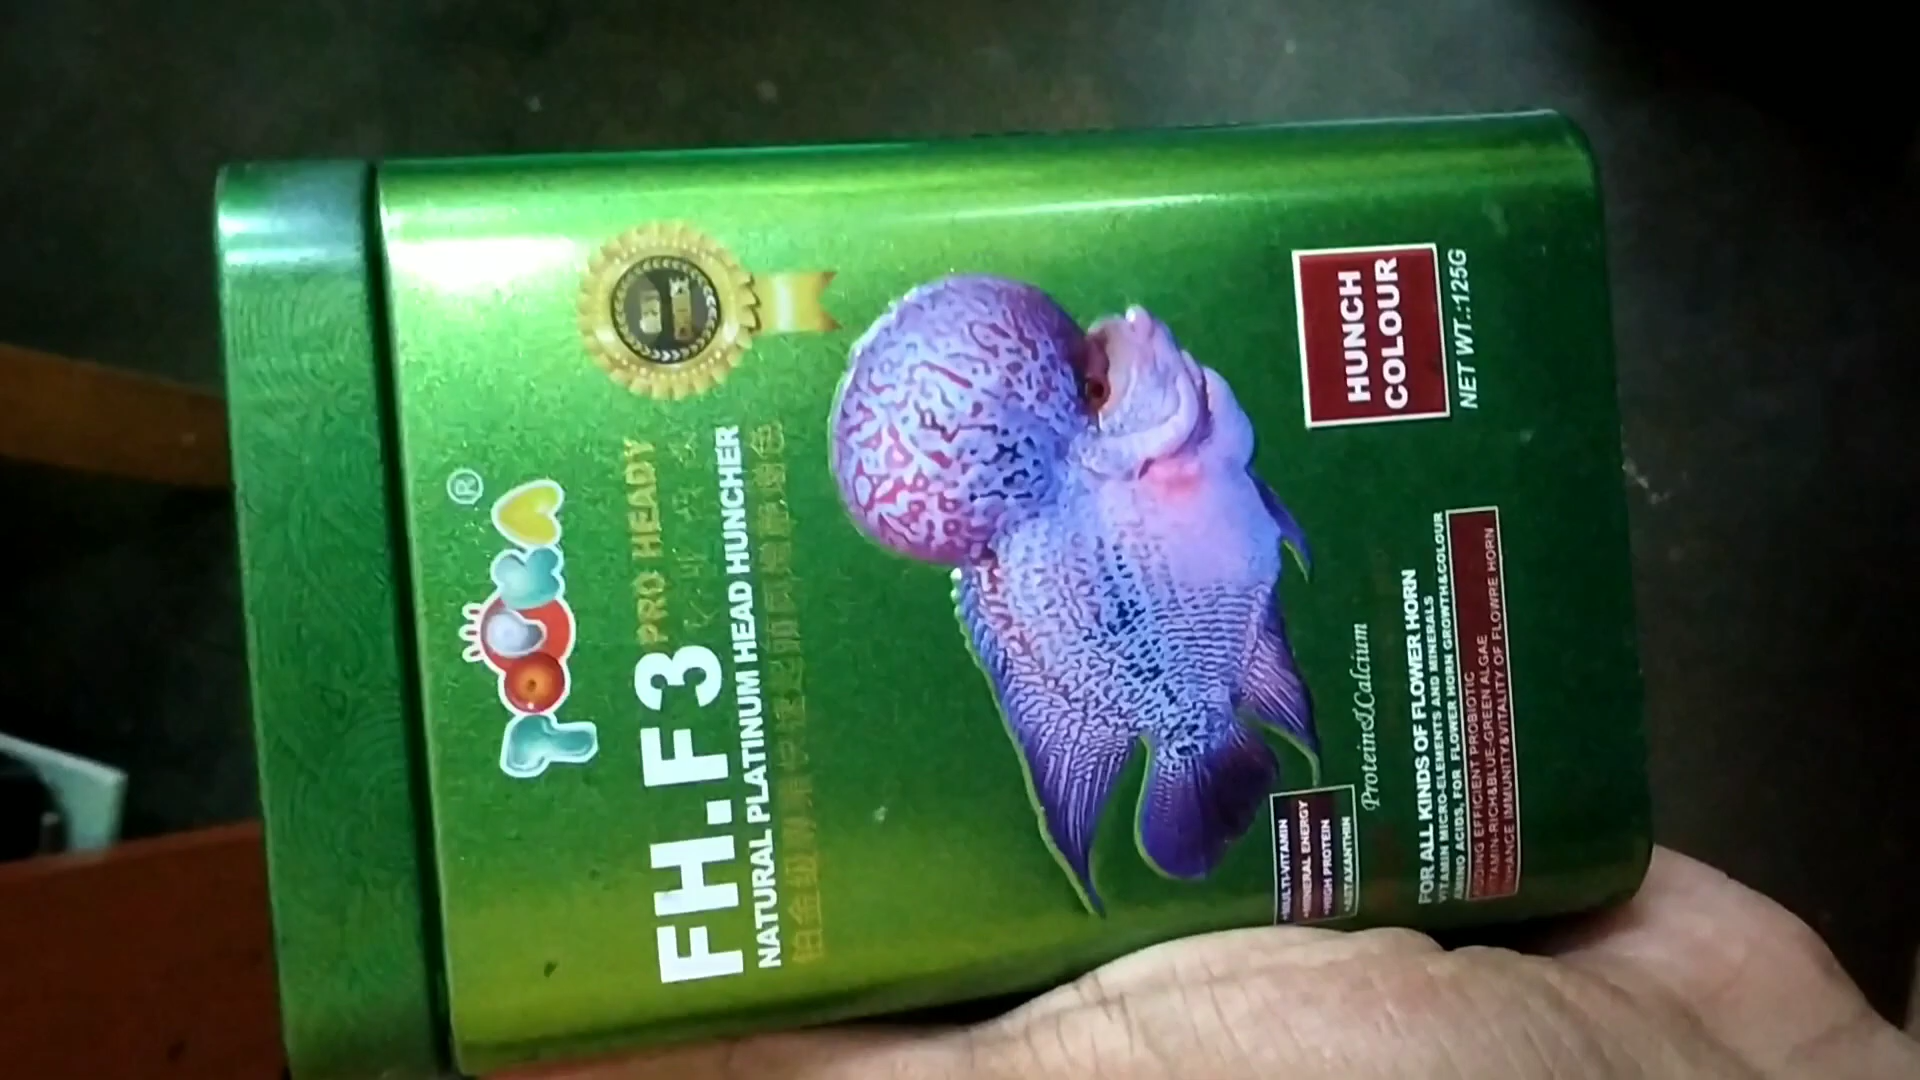 YOKKA®
FH.F3 PRO HEADY
NATURAL PLATINUM HEAD HUNCHER
HUNCH
COLOUR
NET WT.:125G
•MULTI-VITAMIN
•MINERAL ENERGY
•HIGH PROTEIN
•ASTAXANTHIN
Protein&Calcium
FOR ALL KINDS OF FLOWER HORN
VITAMIN MICRO-ELEMENTS AND MINERALS
AMINO ACIDS, FOR FLOWER HORN GROWTH&COLOUR
EFFICIENT PROBIOTIC
VITAMIN-RICH&BLUE-GREEN ALGAE
IMMUNITY&VITALITY OF FLOWRE HORN